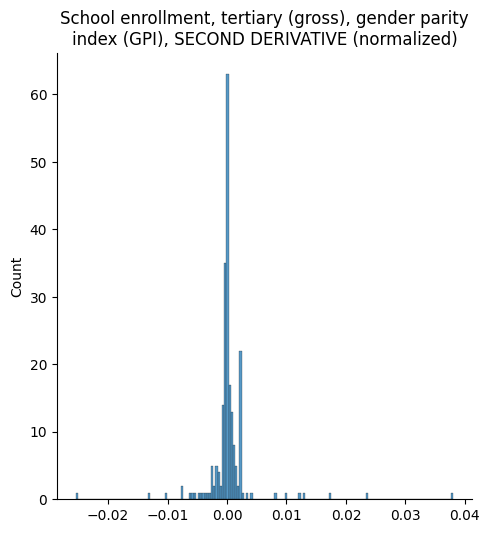 School enrollment, tertiary (gross), gender parity
index (GPI), SECOND DERIVATIVE (normalized)
60
50
40
30
20
10
0
Count
−0.02 −0.01 0.00 0.01 0.02 0.03 0.04